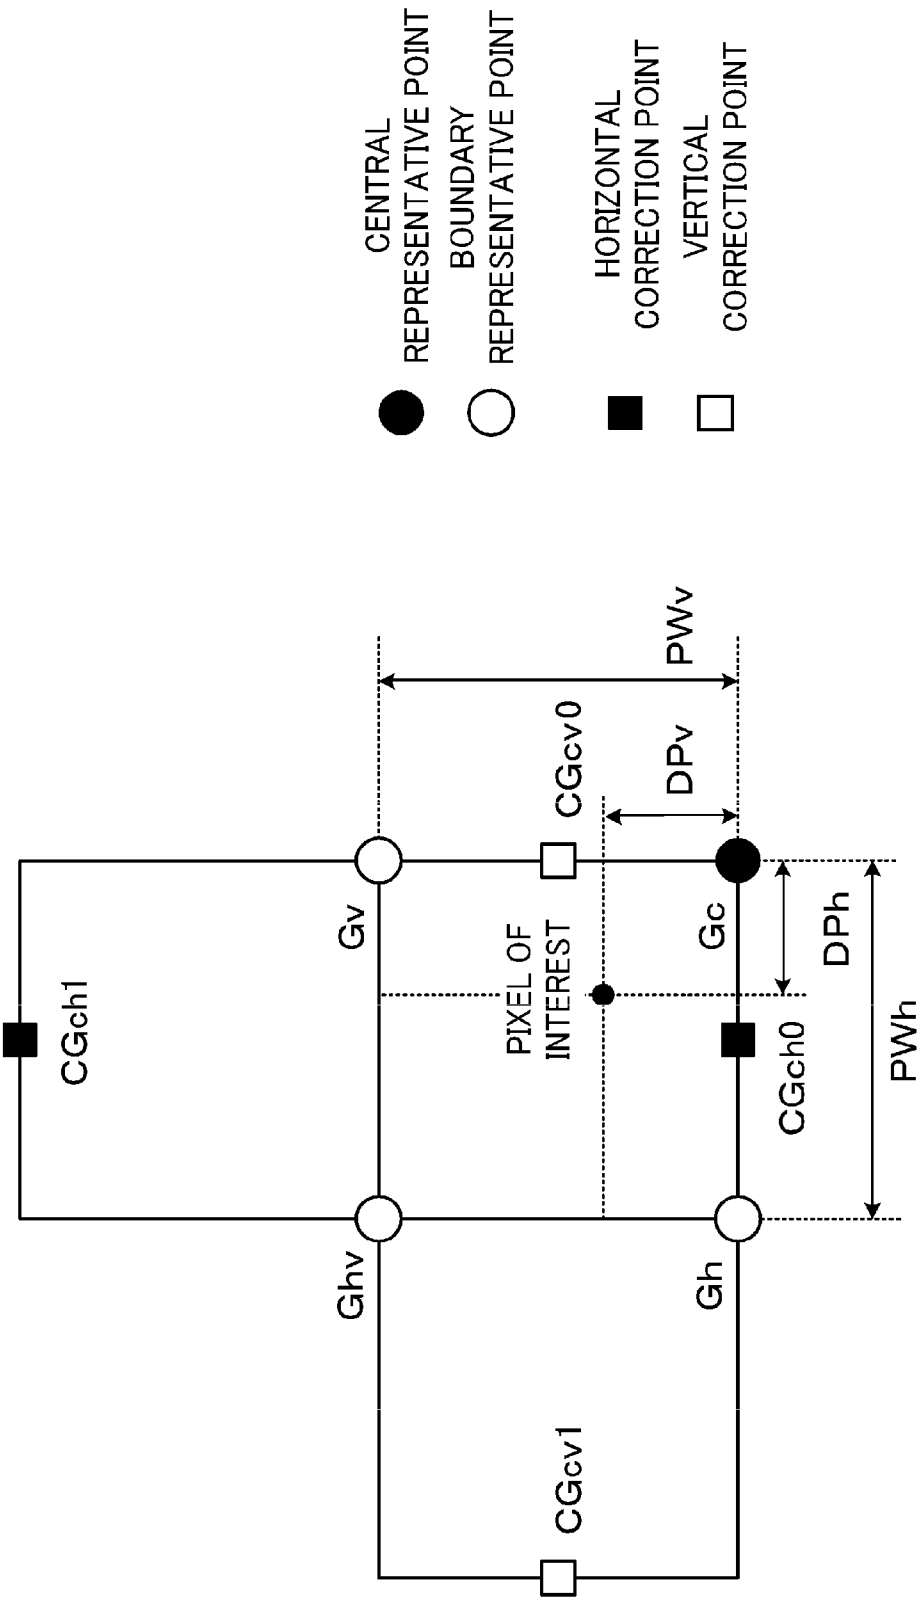 CENTRAL
REPRESENTATIVE POINT
BOUNDARY
REPRESENTATIVE POINT
HORIZONTAL
CORRECTION POINT
VERTICAL
CORRECTION POINT
CGch1
Ghv
Gv
CGcv1
PIXEL OF
INTEREST
CGcv0
PWv
DPv
Gh
Gc
CGch0
DPh
PWh